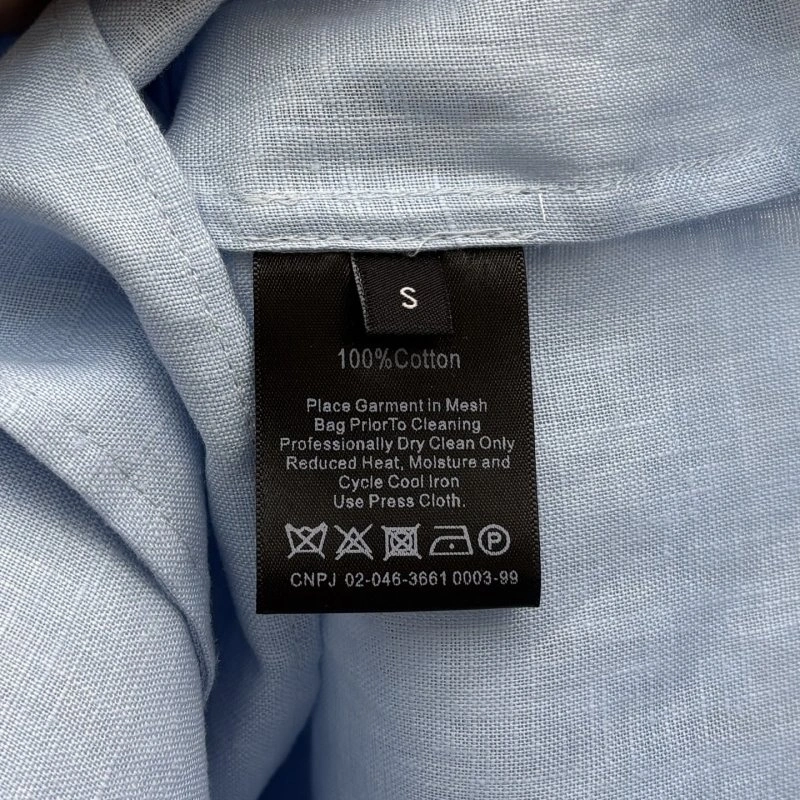 S
100%Cotton
Place Garment in Mesh
Bag PriorTo Cleaning
Professionally Dry Clean Only
Reduced Heat, Moisture and
Cycle Cool Iron
Use Press Cloth.
P
CNPJ 02-046-3661 0003-99